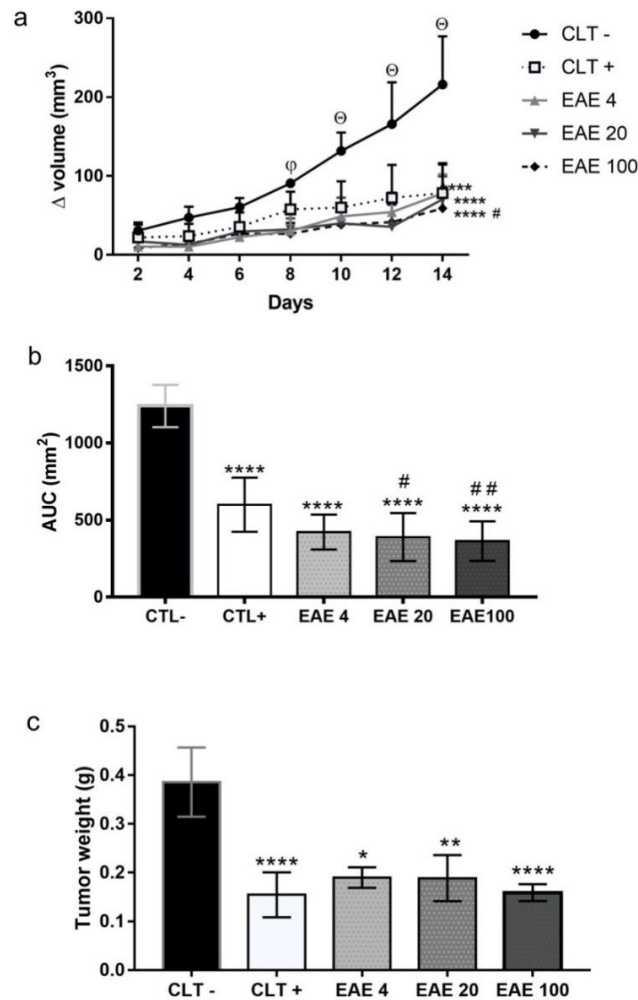 a
Δ volume (mm³)
300
200
100
0
φ
Θ
Θ
Θ
***
****
**** #
2 4 6 8 10 12 14
Days
CLT -
CLT +
EAE 4
EAE 20
EAE 100
b
AUC (mm²)
1500
1000
500
0
****
****
#
****
# #
****
CTL- CTL+ EAE 4 EAE 20 EAE100
c
Tumor weight (g)
0.5
0.4
0.3
0.2
0.1
0.0
****
*
**
****
CLT - CLT + EAE 4 EAE 20 EAE 100